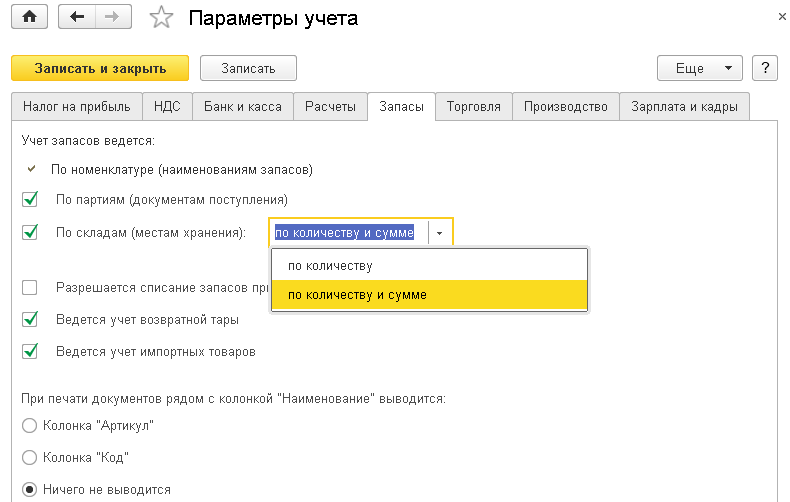 Параметры учета
Записать и закрыть
Записать
Еще
?
Налог на прибыль
НДС
Банк и касса
Расчеты
Запасы
Торговля
Производство
Зарплата и кадры
Учет запасов ведется:
По номенклатуре (наименованиям запасов)
По партиям (документам поступления)
По складам (местам хранения):
по количеству и сумме
по количеству
по количеству и сумме
Разрешается списание запасов при
Ведется учет возвратной тары
Ведется учет импортных товаров
При печати документов рядом с колонкой "Наименование" выводится:
Колонка "Артикул"
Колонка "Код"
Ничего не выводится